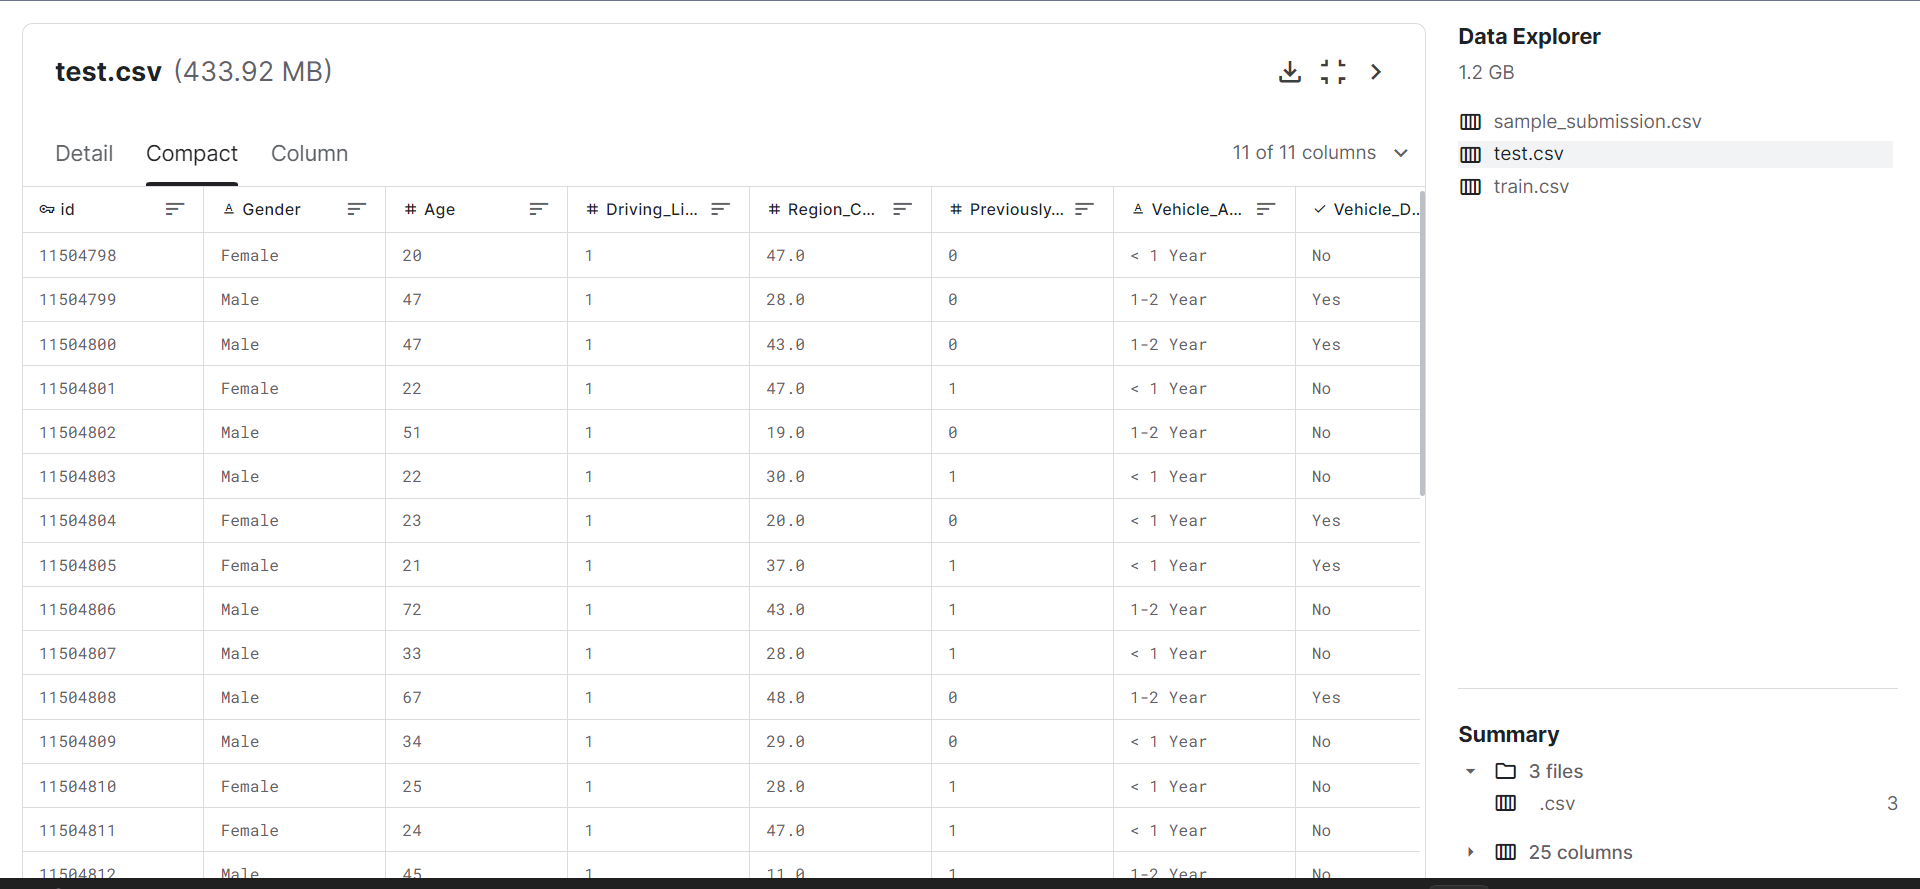 test.csv (433.92 MB)
Detail Compact Column 11 of 11 columns
id Gender # Age # Driving_Li... # Region_C... # Previously... Vehicle_A... Vehicle_D...
11504798 Female 20 1 47.0 0 < 1 Year No
11504799 Male 47 1 28.0 0 1-2 Year Yes
11504800 Male 47 1 43.0 0 1-2 Year Yes
11504801 Female 22 1 47.0 1 < 1 Year No
11504802 Male 51 1 19.0 0 1-2 Year No
11504803 Male 22 1 30.0 1 < 1 Year No
11504804 Female 23 1 20.0 0 < 1 Year Yes
11504805 Female 21 1 37.0 1 < 1 Year Yes
11504806 Male 72 1 43.0 1 1-2 Year No
11504807 Male 33 1 28.0 1 < 1 Year No
11504808 Male 67 1 48.0 0 1-2 Year Yes
11504809 Male 34 1 29.0 0 < 1 Year No
11504810 Female 25 1 28.0 1 < 1 Year No
11504811 Female 24 1 47.0 1 < 1 Year No
11504812 Male 45 1 11.0 1 1-2 Year No
Data Explorer
1.2 GB
sample_submission.csv
test.csv
train.csv
Summary
3 files
.csv 3
25 columns